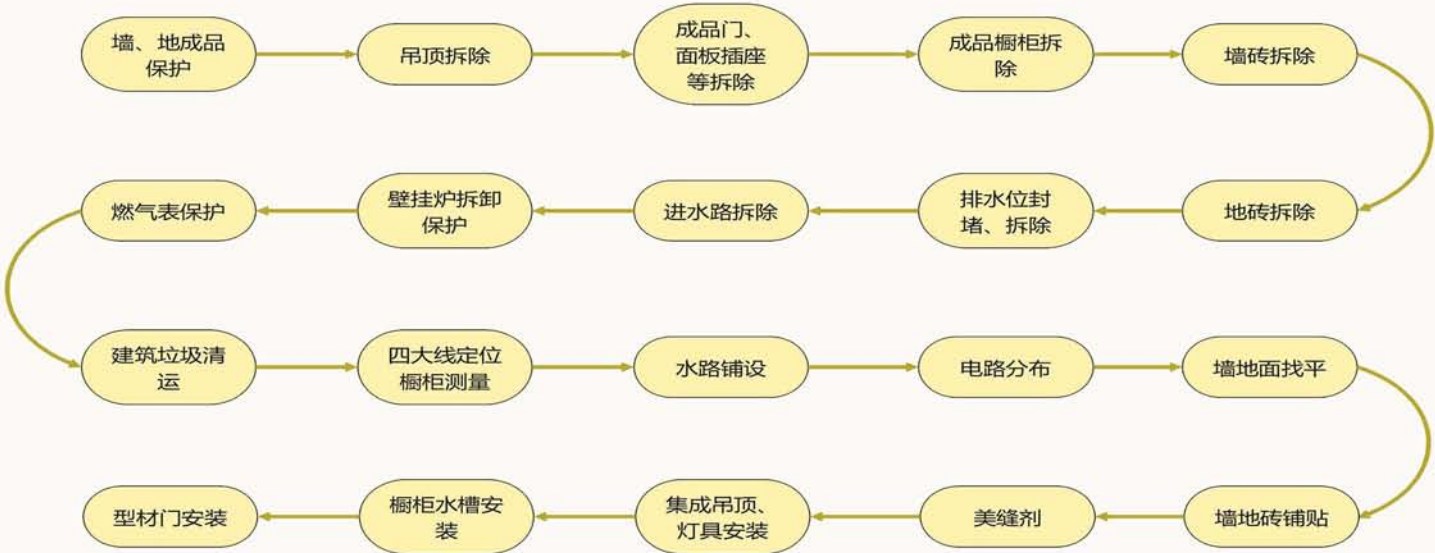 墙、地成品
保护
吊顶拆除
成品门、
面板插座
等拆除
成品橱柜拆
除
墙砖拆除
地砖拆除
排水位封
堵、拆除
进水路拆除
壁挂炉拆卸
保护
燃气表保护
建筑垃圾清
运
四大线定位
橱柜测量
水路铺设
电路分布
墙地面找平
墙地砖铺贴
美缝剂
集成吊顶、
灯具安装
橱柜水槽安
装
型材门安装